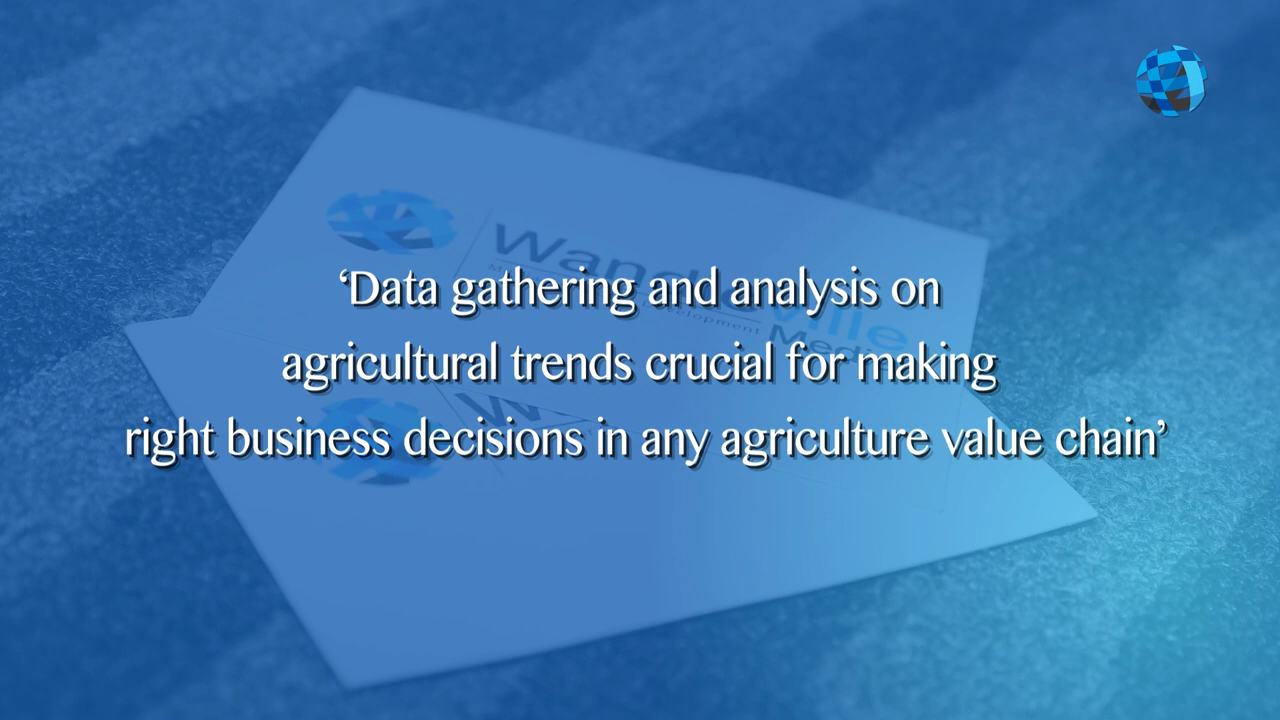 ‘Data gathering and analysis on
agricultural trends crucial for making
right business decisions in any agriculture value chain’